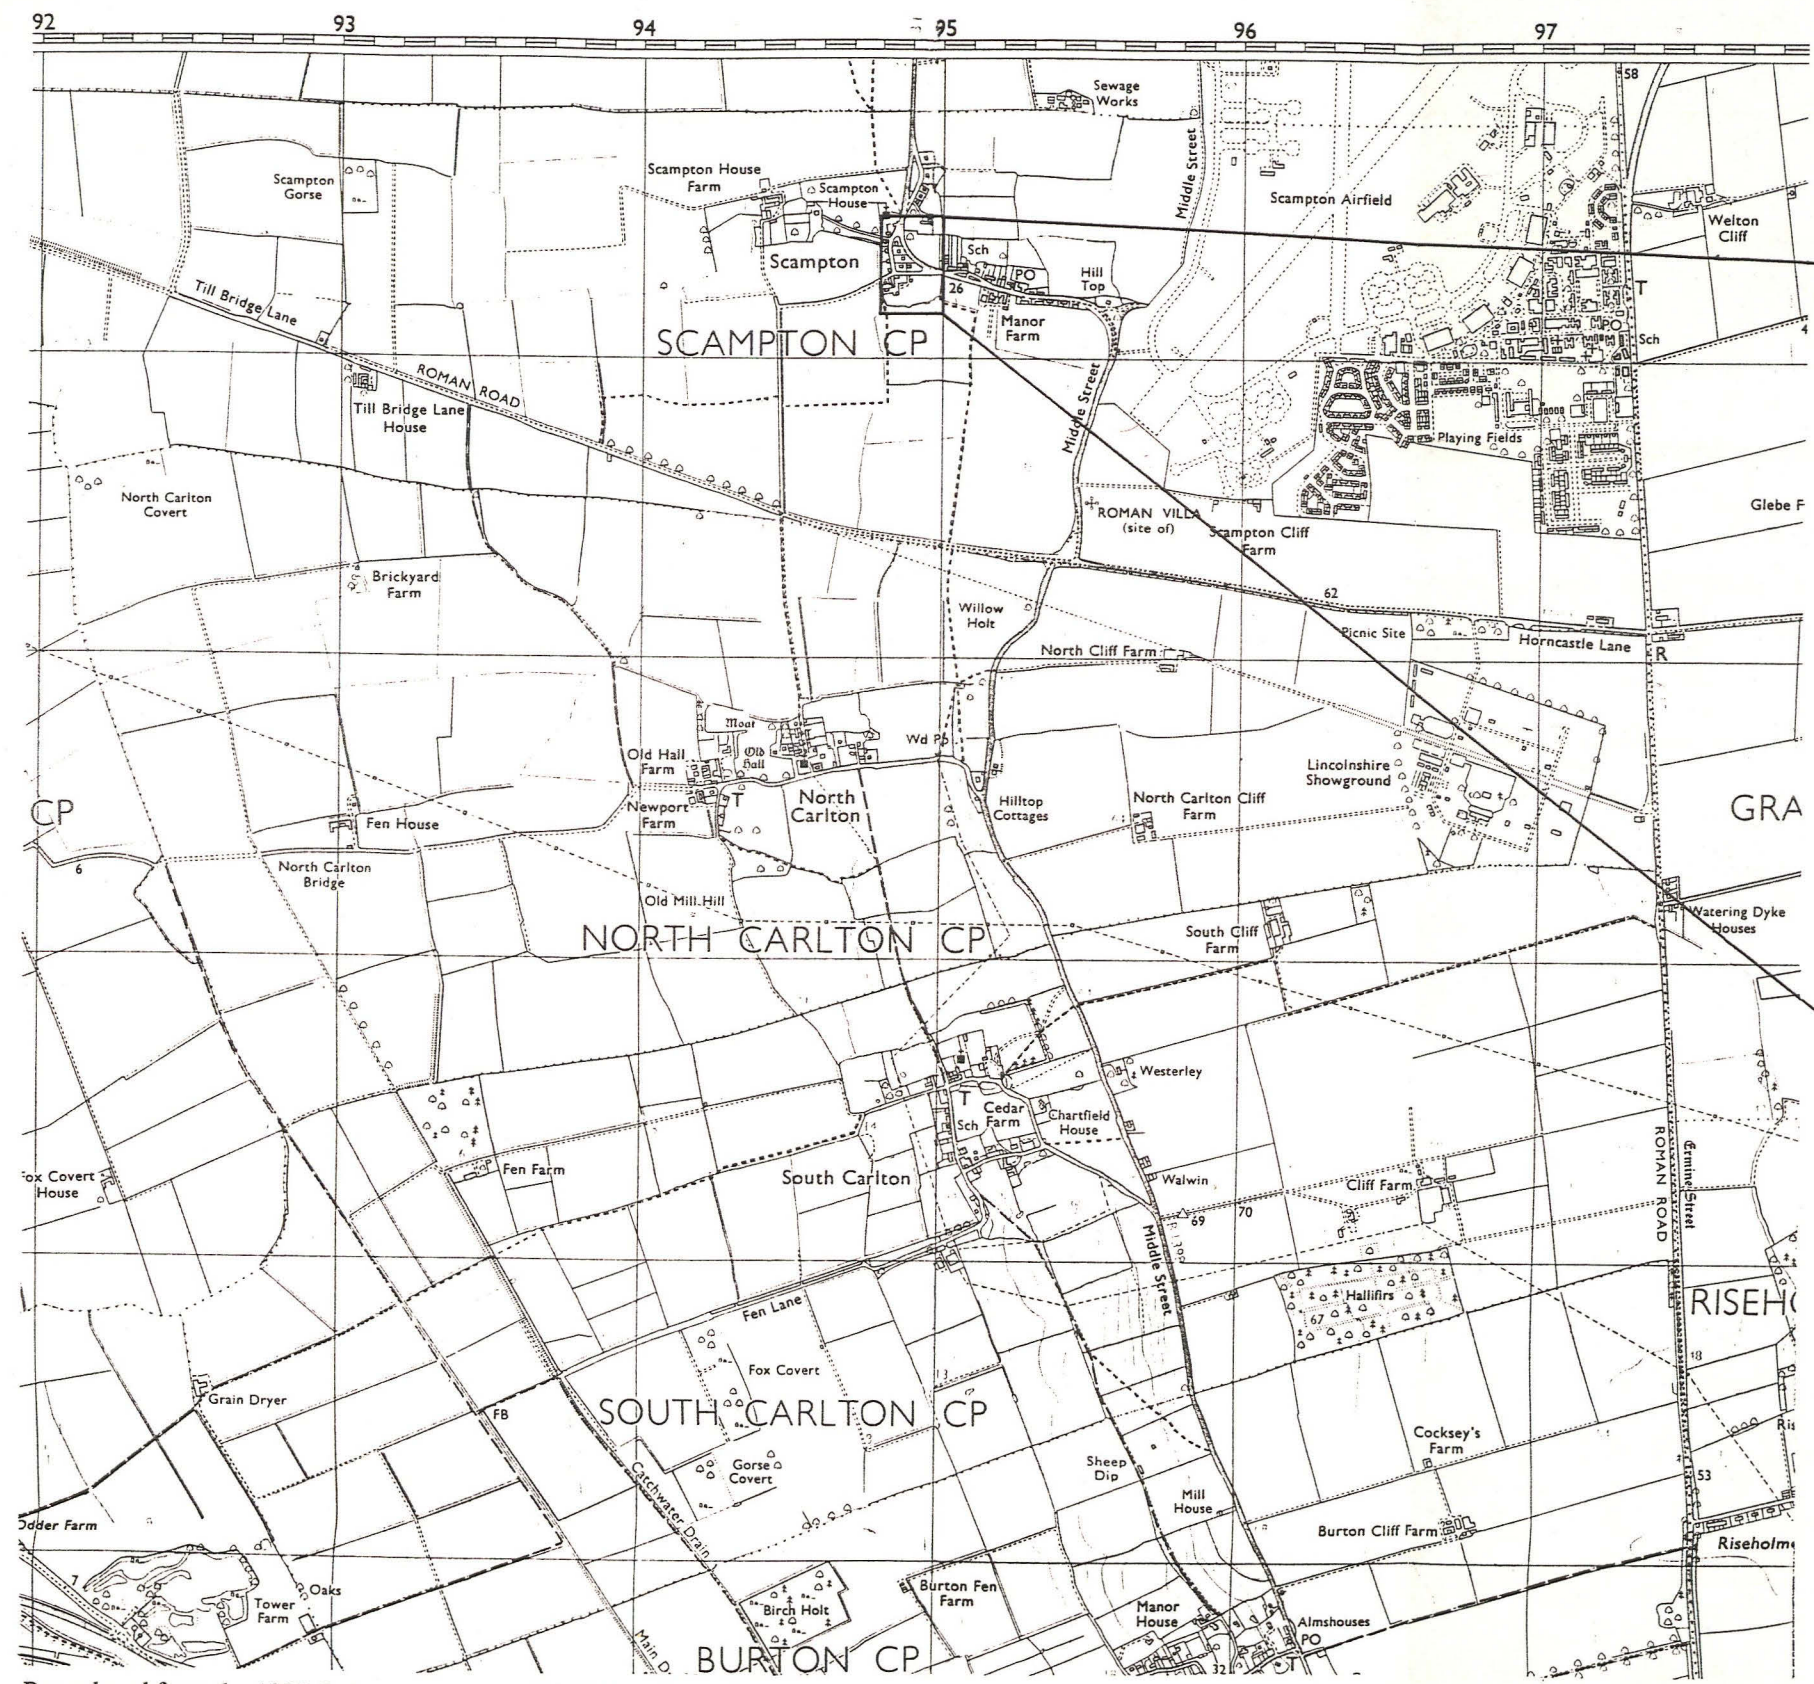 92 93 94 95 96 97
58
Sewage
Works
Middle Street
Scampton House
Farm
Scampton
House
Scampton
Gorse
Scampton Airfield
Welton
Cliff
Scampton
Sch
PO
26
Hill
Top
Manor
Farm
T
PO
Sch
4
Till Bridge Lane
SCAMPTON CP
ROMAN ROAD
Till Bridge Lane
House
Middle Street
Playing Fields
North Carlton
Covert
ROMAN VILLA
(site of)
Scampton Cliff
Farm
Glebe F
Brickyard
Farm
62
Willow
Holt
Picnic Site
Horncastle Lane
R
North Cliff Farm
Moat
Old
Hall
Wd Pp
Old Hall
Farm
Lincolnshire
Showground
Newport
Farm
T
North
Carlton
Hilltop
Cottages
North Carlton Cliff
Farm
CP
Fen House
GRA
6
North Carlton
Bridge
Old Mill Hill
Watering Dyke
Houses
NORTH CARLTON CP
South Cliff
Farm
Westerley
T
Cedar
Farm
Sch
Chartfield
House
ROMAN ROAD
Ermine Street
ox Covert
House
Fen Farm
South Carlton
Walwin
Cliff Farm
69
70
Middle Street
Fen Lane
Hallifirs
67
RISEH
Fox Covert
Grain Dryer
FB
SOUTH CARLTON CP
Gorse
Covert
Catchwater Drain
Sheep
Dip
Cocksey's
Farm
Mill
House
53
Odder Farm
Burton Cliff Farm
Riseholm
7
Oaks
Tower
Farm
Birch Holt
Burton Fen
Farm
Manor
House
Almshouses
PO
Main D
BURTON CP
32
T